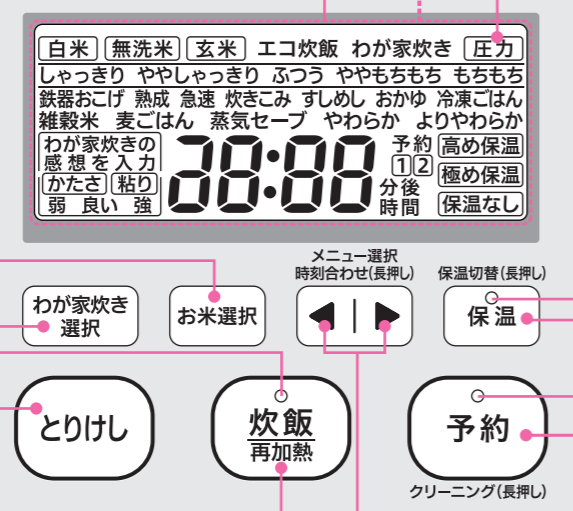 白米 無洗米 玄米 エコ炊飯 わが家炊き 圧力
しゃっきり ややしゃっきり ふつう ややもちもち もちもち
鉄器おこげ 熟成 急速 炊きこみ すしめし おかゆ 冷凍ごはん
雑穀米 麦ごはん 蒸気セーブ やわらか よりやわらか
わが家炊きの
感想を入力
かたさ 粘り
弱 良い 強
38:88
予約
1 2
分後
時間
高め保温
極め保温
保温なし
メニュー選択
時刻合わせ(長押し)
保温切替(長押し)
わが家炊き
選択
お米選択
◀ | ▶
保温
とりけし
炊飯
再加熱
予約
クリーニング(長押し)